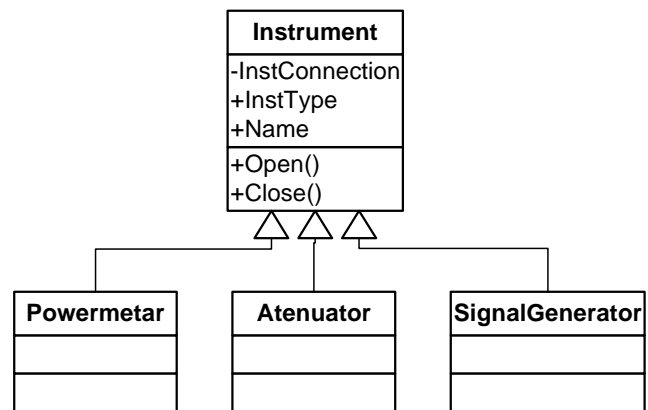 Instrument
-InstConnection
+InstType
+Name
+Open()
+Close()
Powermetar
Atenuator
SignalGenerator